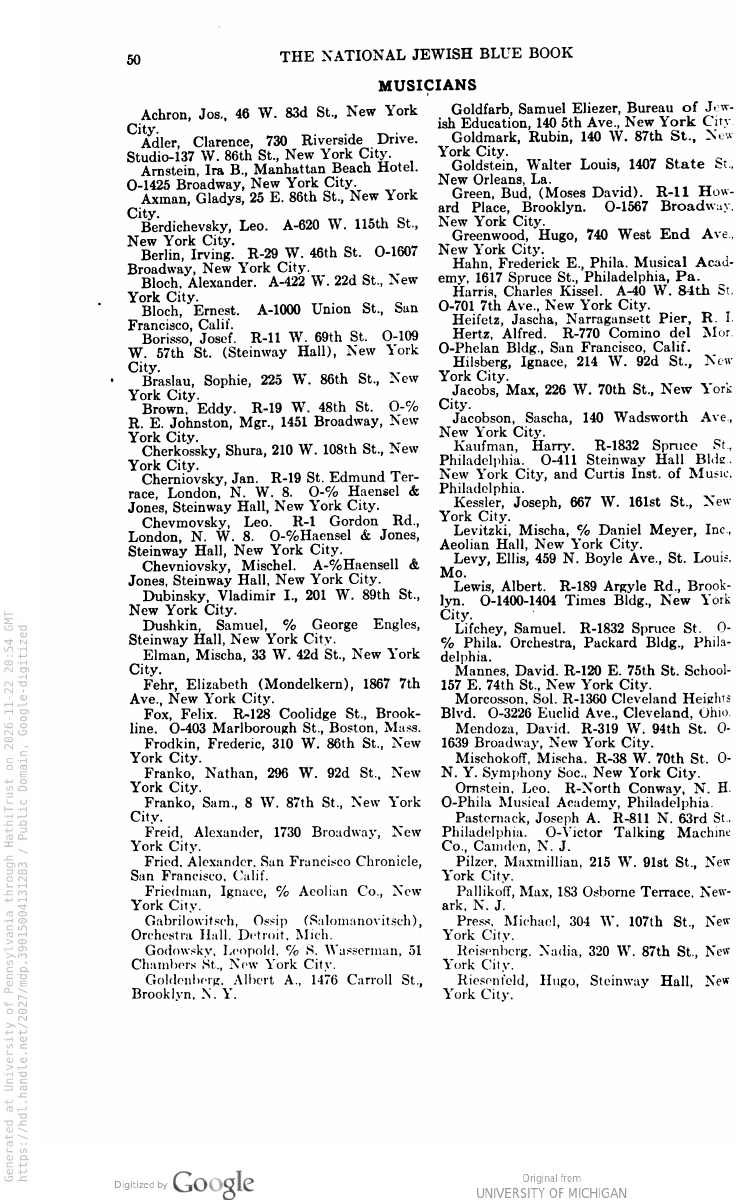 50
THE NATIONAL JEWISH BLUE BOOK
MUSICIANS
Achron, Jos., 46 W. 83d St., New York
City.
Adler, Clarence, 730 Riverside Drive.
Studio-137 W. 86th St., New York City.
Arnstein, Ira B., Manhattan Beach Hotel.
O-1425 Broadway, New York City.
Axman, Gladys, 25 E. 86th St., New York
City.
Berdichevsky, Leo. A-620 W. 115th St.,
New York City.
Berlin, Irving. R-29 W. 46th St. O-1607
Broadway, New York City.
Bloch, Alexander. A-422 W. 22d St., New
York City.
Bloch, Ernest. A-1000 Union St., San
Francisco, Calif.
Borisso, Josef. R-11 W. 69th St. O-109
W. 57th St. (Steinway Hall), New York
City.
Braslau, Sophie, 225 W. 86th St., New
York City.
Brown, Eddy. R-19 W. 48th St. O-%
R. E. Johnston, Mgr., 1451 Broadway, New
York City.
Cherkossky, Shura, 210 W. 108th St., New
York City.
Cherniovsky, Jan. R-19 St. Edmund Ter-
race, London, N. W. 8. O-% Haensel &
Jones, Steinway Hall, New York City.
Chevmovsky, Leo. R-1 Gordon Rd.,
London, N. W. 8. O-%Haensel & Jones,
Steinway Hall, New York City.
Chevniovsky, Mischel. A-%Haensell &
Jones, Steinway Hall, New York City.
Dubinsky, Vladimir I., 201 W. 89th St.,
New York City.
Dushkin, Samuel, % George Engles,
Steinway Hall, New York City.
Elman, Mischa, 33 W. 42d St., New York
City.
Fehr, Elizabeth (Mondelkern), 1867 7th
Ave., New York City.
Fox, Felix. R-128 Coolidge St., Brook-
line. O-403 Marlborough St., Boston, Mass.
Frodkin, Frederic, 310 W. 86th St., New
York City.
Franko, Nathan, 296 W. 92d St., New
York City.
Franko, Sam., 8 W. 87th St., New York
City.
Freid, Alexander, 1730 Broadway, New
York City.
Fried, Alexander, San Francisco Chronicle,
San Francisco, Calif.
Friedman, Ignace, % Aeolian Co., New
York City.
Gabrilowitsch, Ossip (Salomanovitsch),
Orchestra Hall, Detroit, Mich.
Godowsky, Leopold, % S. Wasserman, 51
Chambers St., New York City.
Goldenberg, Albert A., 1476 Carroll St.,
Brooklyn, N. Y.
Goldfarb, Samuel Eliezer, Bureau of Jew-
ish Education, 140 5th Ave., New York City.
Goldmark, Rubin, 140 W. 87th St., New
York City.
Goldstein, Walter Louis, 1407 State St.,
New Orleans, La.
Green, Bud, (Moses David). R-11 How-
ard Place, Brooklyn. O-1567 Broadway,
New York City.
Greenwood, Hugo, 740 West End Ave.,
New York City.
Hahn, Frederick E., Phila. Musical Acad-
emy, 1617 Spruce St., Philadelphia, Pa.
Harris, Charles Kissel. A-40 W. 84th St.
O-701 7th Ave., New York City.
Heifetz, Jascha, Narragansett Pier, R. I.
Hertz, Alfred. R-770 Comino del Mor.
O-Phelan Bldg., San Francisco, Calif.
Hilsberg, Ignace, 214 W. 92d St., New
York City.
Jacobs, Max, 226 W. 70th St., New York
City.
Jacobson, Sascha, 140 Wadsworth Ave.,
New York City.
Kaufman, Harry. R-1832 Spruce St.,
Philadelphia. O-411 Steinway Hall Bldg.,
New York City, and Curtis Inst. of Music,
Philadelphia.
Kessler, Joseph, 667 W. 161st St., New
York City.
Levitzki, Mischa, % Daniel Meyer, Inc.,
Aeolian Hall, New York City.
Levy, Ellis, 459 N. Boyle Ave., St. Louis,
Mo.
Lewis, Albert. R-189 Argyle Rd., Brook-
lyn. O-1400-1404 Times Bldg., New York
City.
Lifchey, Samuel. R-1832 Spruce St. O-
% Phila. Orchestra, Packard Bldg., Phila-
delphia.
Mannes, David. R-120 E. 75th St. School-
157 E. 74th St., New York City.
Morcosson, Sol. R-1360 Cleveland Heights
Blvd. O-3226 Euclid Ave., Cleveland, Ohio.
Mendoza, David. R-319 W. 94th St. O-
1639 Broadway, New York City.
Mischokoff, Mischa. R-38 W. 70th St. O-
N. Y. Symphony Soc., New York City.
Ornstein, Leo. R-North Conway, N. H.
O-Phila Musical Academy, Philadelphia.
Pasternack, Joseph A. R-811 N. 63rd St.,
Philadelphia. O-Victor Talking Machine
Co., Camden, N. J.
Pilzer, Maxmillian, 215 W. 91st St., New
York City.
Pallikoff, Max, 183 Osborne Terrace, New-
ark, N. J.
Press, Michael, 304 W. 107th St., New
York City.
Reisenberg, Nadia, 320 W. 87th St., New
York City.
Riesenfeld, Hugo, Steinway Hall, New
York City.
Generated at University of Pennsylvania through HathiTrust on 2026-11-22 20:54 GMT
https://hdl.handle.net/2027/mdp.39015004131283 / Public Domain, Google-digitized
Digitized by Google
Original from
UNIVERSITY OF MICHIGAN